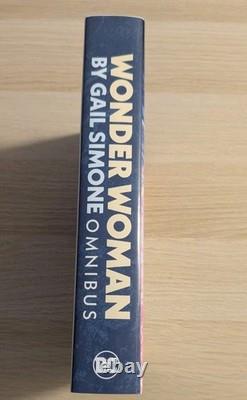 WONDER WOMAN
BY GAIL SIMONE OMNIBUS
DC